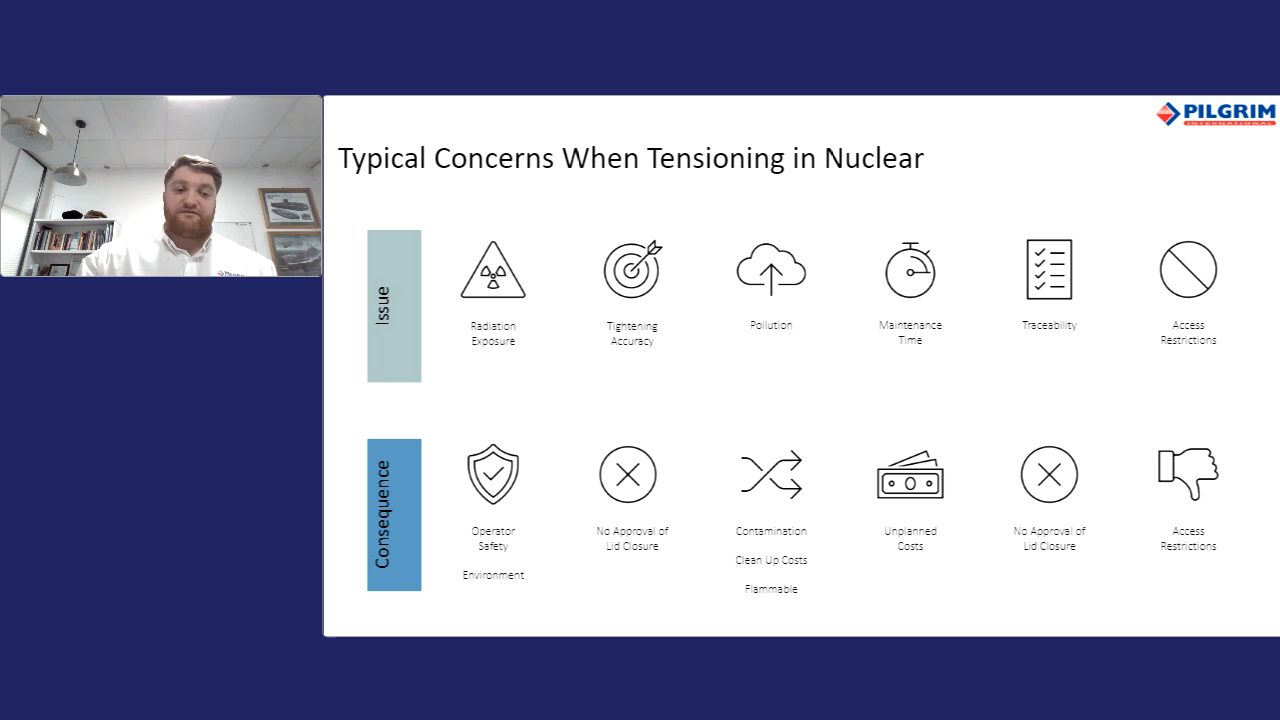 PILGRIM
INTERNATIONAL
Typical Concerns When Tensioning in Nuclear
Issue
Radiation
Exposure
Tightening
Accuracy
Pollution
Maintenance
Time
Traceability
Access
Restrictions
Consequence
Operator
Safety
Environment
No Approval of
Lid Closure
Contamination
Clean Up Costs
Flammable
Unplanned
Costs
No Approval of
Lid Closure
Access
Restrictions